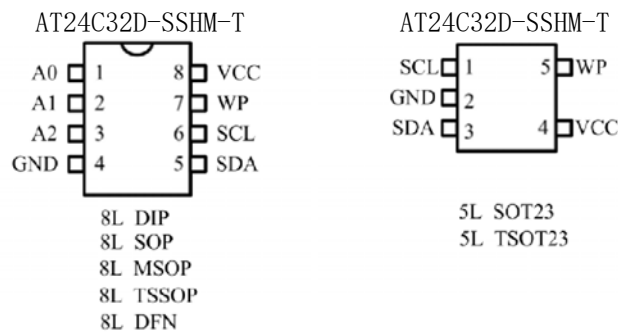 AT24C32D-SSHM-T
A0 1 8 VCC
A1 2 7 WP
A2 3 6 SCL
GND 4 5 SDA
8L DIP
8L SOP
8L MSOP
8L TSSOP
8L DFN
AT24C32D-SSHM-T
SCL 1 5 WP
GND 2
SDA 3 4 VCC
5L SOT23
5L TSOT23